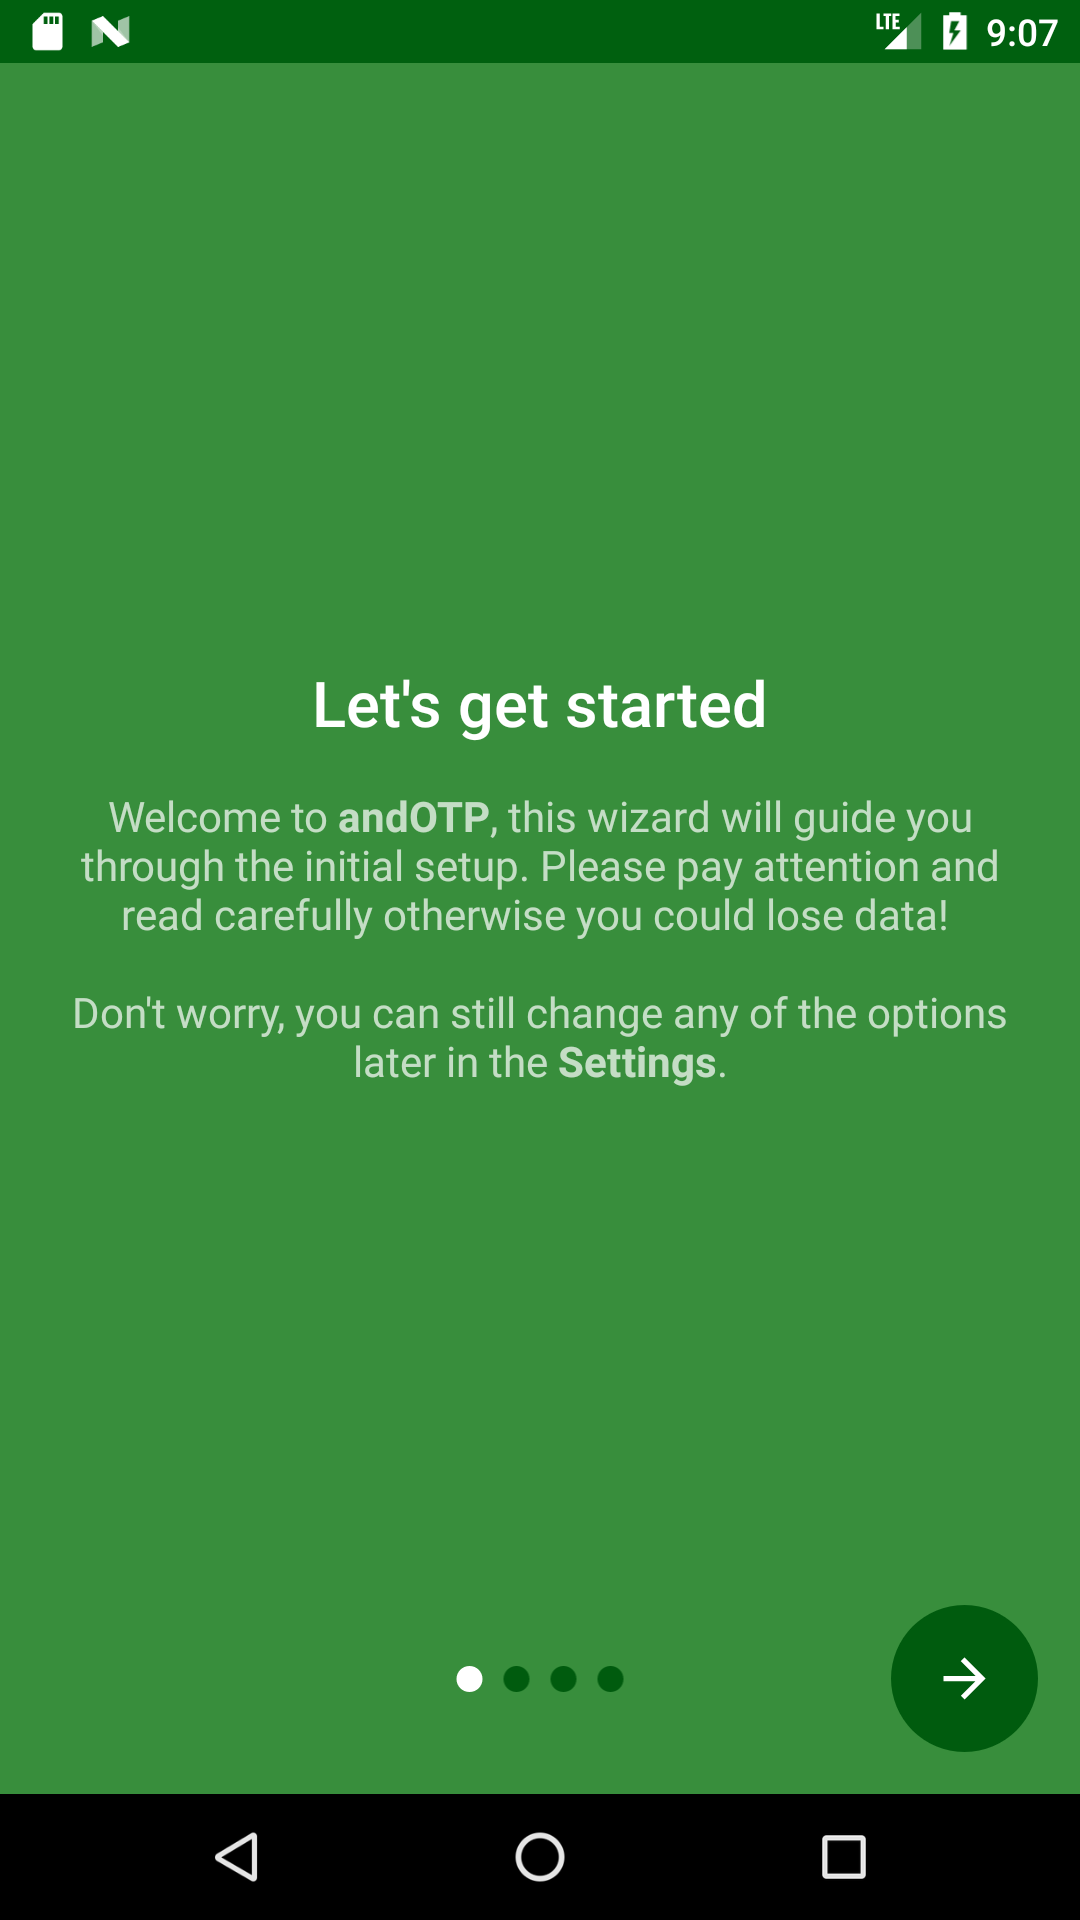 LTE 9:07
Let's get started
Welcome to andOTP, this wizard will guide you
through the initial setup. Please pay attention and
read carefully otherwise you could lose data!
Don't worry, you can still change any of the options
later in the Settings.